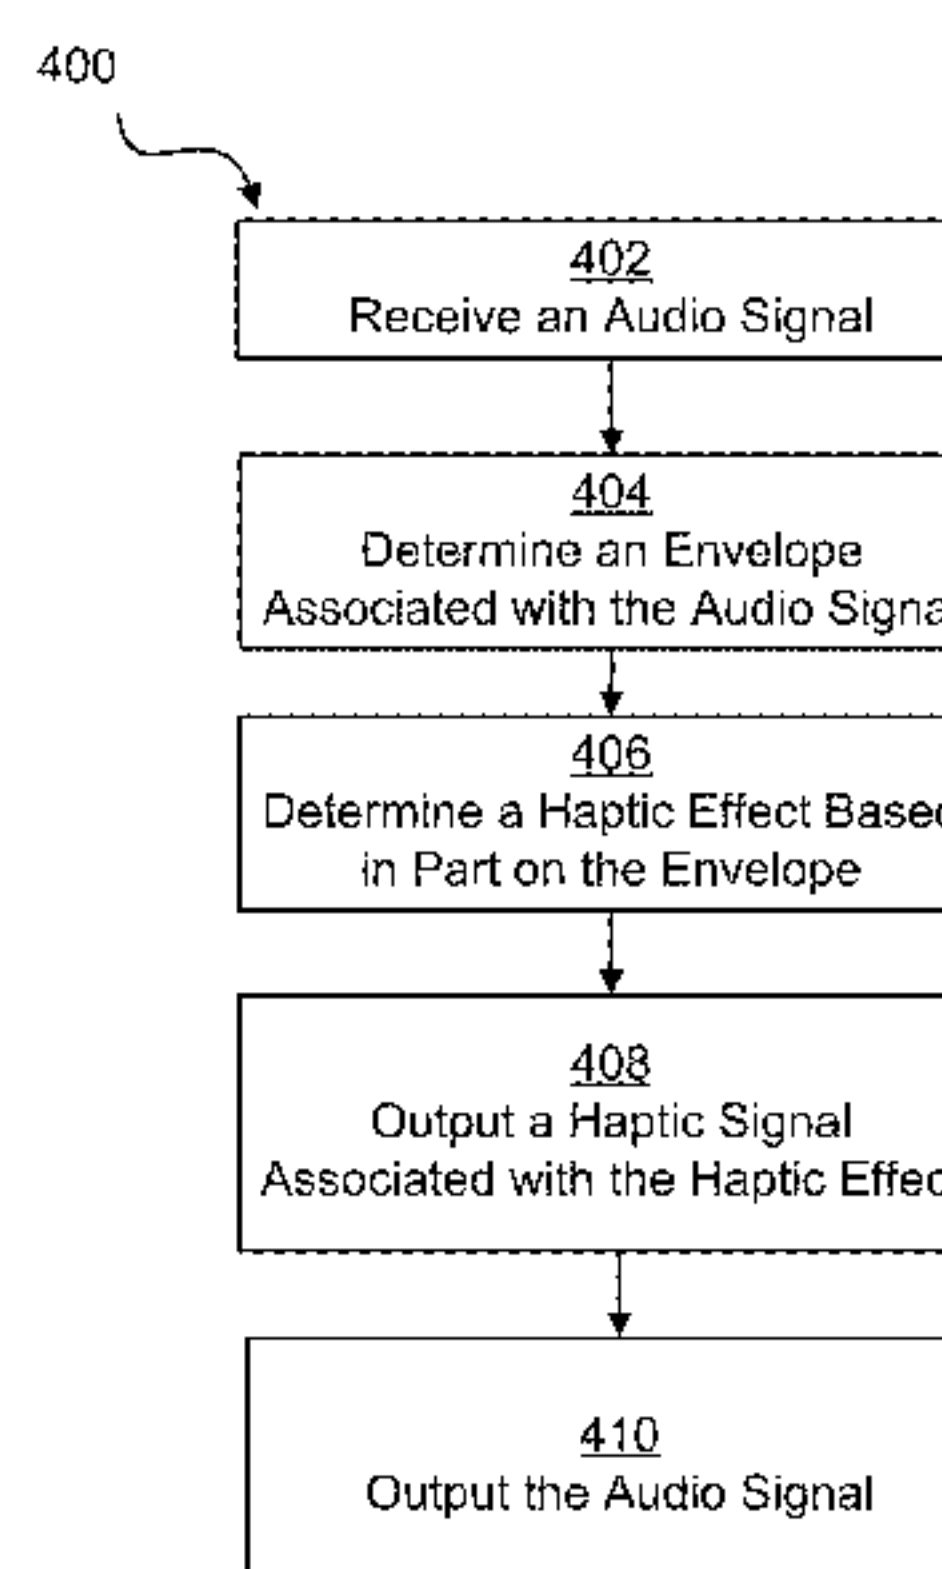 400
402
Receive an Audio Signal
404
Determine an Envelope
Associated with the Audio Signa
406
Determine a Haptic Effect Based
in Part on the Envelope
408
Output a Haptic Signal
Associated with the Haptic Effec
410
Output the Audio Signal